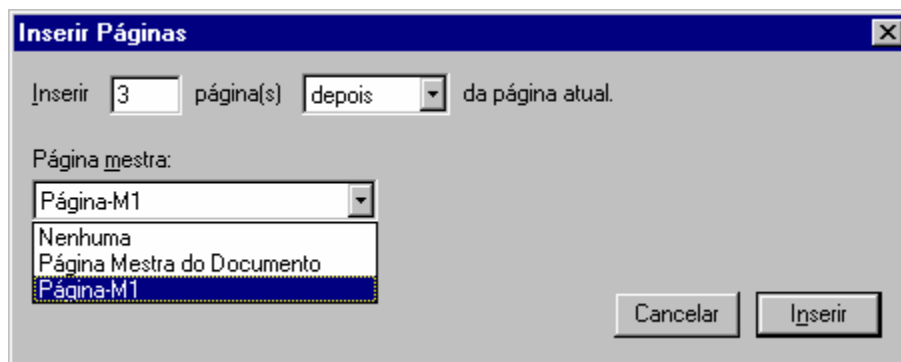 Inserir Páginas
Inserir 3 página(s) depois da página atual.
Página mestra:
Página-M1
Nenhuma
Página Mestra do Documento
Página-M1
Cancelar Inserir